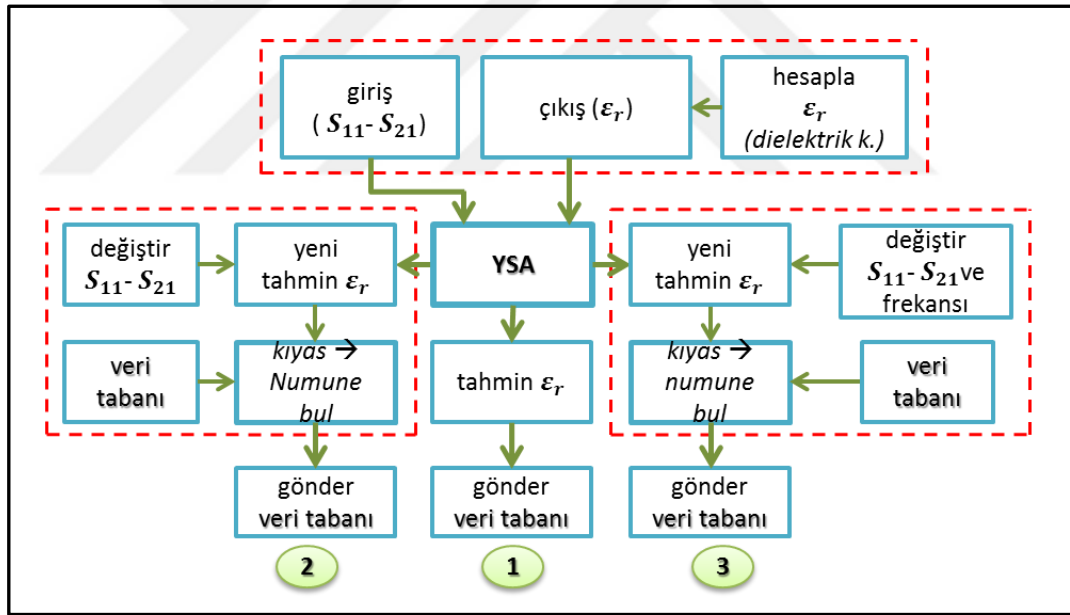 giriş
( S₁₁- S₂₁)
çıkış (εᵣ)
hesapla
εᵣ
(dielektrik k.)
değiştir
S₁₁- S₂₁
yeni
tahmin εᵣ
YSA
yeni
tahmin εᵣ
değiştir
S₁₁- S₂₁ ve
frekansı
veri
tabanı
kıyas →
Numune
bul
tahmin εᵣ
kıyas →
numune
bul
veri
tabanı
gönder
veri tabanı
gönder
veri tabanı
gönder
veri tabanı
2
1
3